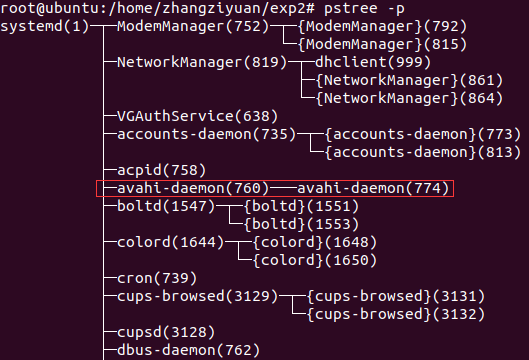 root@ubuntu:/home/zhangziyuan/exp2# pstree -p
systemd(1)─┬─ModemManager(752)─┬─{ModemManager}(792)
           │                   └─{ModemManager}(815)
           ├─NetworkManager(819)─┬─dhclient(999)
           │                     ├─{NetworkManager}(861)
           │                     └─{NetworkManager}(864)
           ├─VGAuthService(638)
           ├─accounts-daemon(735)─┬─{accounts-daemon}(773)
           │                      └─{accounts-daemon}(813)
           ├─acpid(758)
           ├─avahi-daemon(760)───avahi-daemon(774)
           ├─boltd(1547)─┬─{boltd}(1551)
           │             └─{boltd}(1553)
           ├─colord(1644)─┬─{colord}(1648)
           │              └─{colord}(1650)
           ├─cron(739)
           ├─cups-browsed(3129)─┬─{cups-browsed}(3131)
           │                    └─{cups-browsed}(3132)
           ├─cupsd(3128)
           ├─dbus-daemon(762)